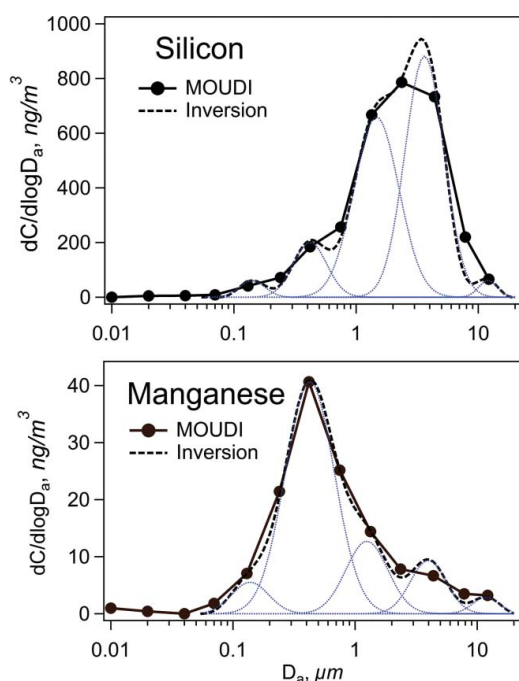 Silicon
MOUDI
Inversion
dC/dlogDₐ, ng/m³
1000
800
600
400
200
0
0.01
0.1
1
10
Manganese
MOUDI
Inversion
dC/dlogDₐ, ng/m³
40
30
20
10
0
0.01
0.1
1
10
Dₐ, μm